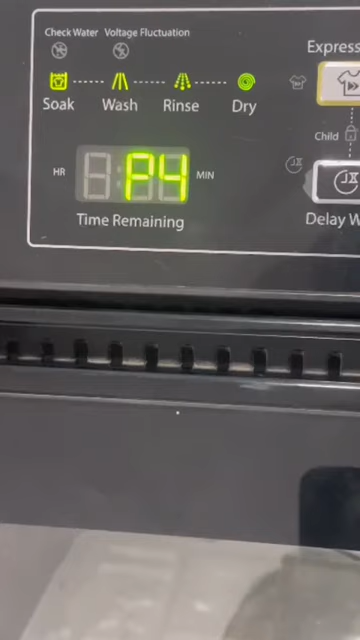 Check Water Voltage Fluctuation
Express
Soak Wash Rinse Dry
Child
HR P4 MIN
Time Remaining
Delay W